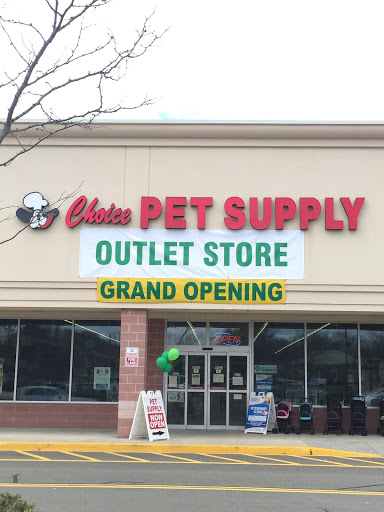 Choice PET SUPPLY
OUTLET STORE
GRAND OPENING
OPEN
PET
SUPPLY
NOW
OPEN